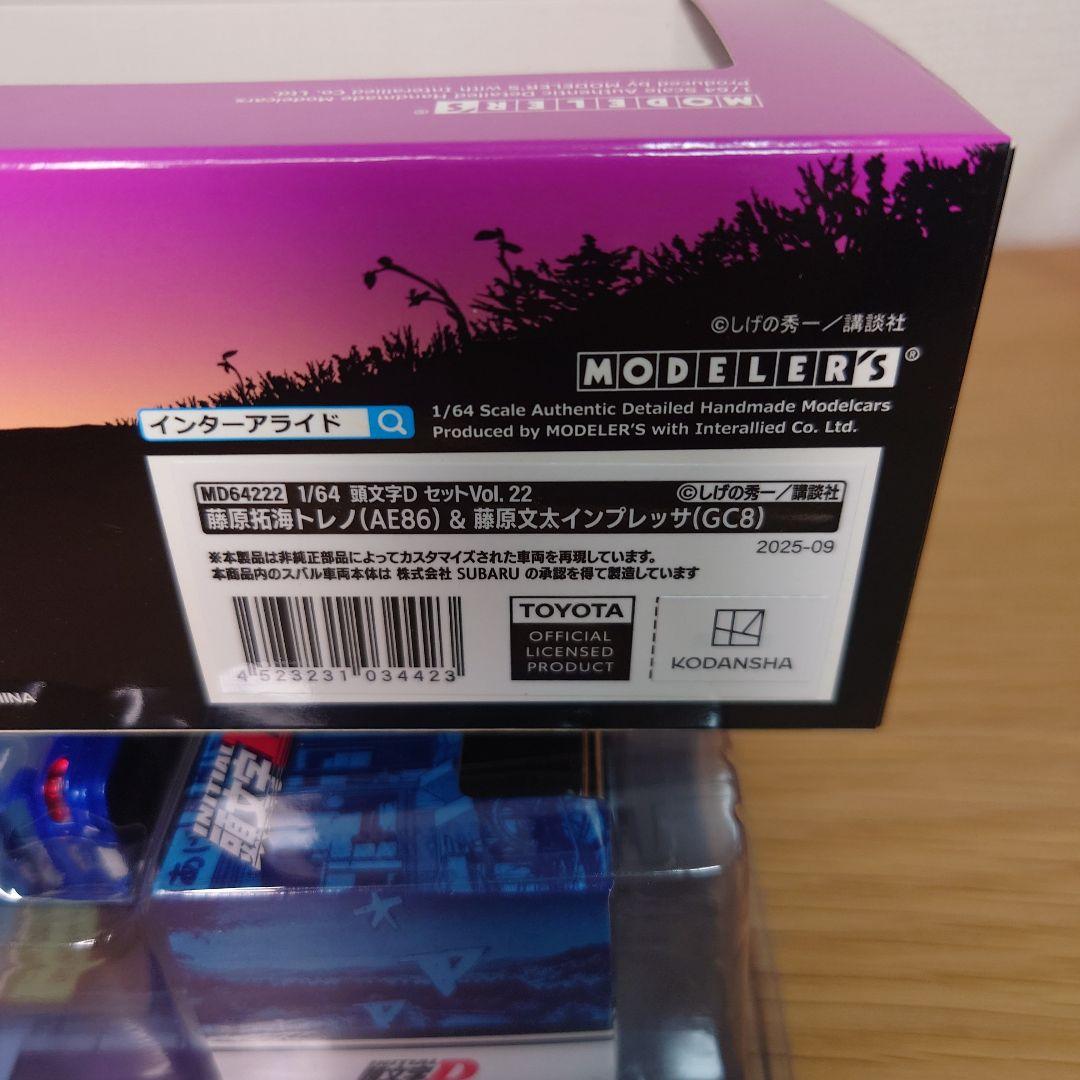 MODELER'S®
1/64 Scale Authentic Detailed Handmade Modelcars
Produced by MODELER'S with Interallied Co. Ltd.
©しげの秀一/講談社
MODELER'S®
インターアライド
1/64 Scale Authentic Detailed Handmade Modelcars
Produced by MODELER'S with Interallied Co. Ltd.
MD64222 1/64 頭文字D セットVol. 22 ©しげの秀一/講談社
藤原拓海トレノ(AE86) & 藤原文太インプレッサ(GC8)
2025-09
※本製品は非純正部品によってカスタマイズされた車両を再現しています。
本商品内のスバル車両本体は 株式会社 SUBARU の承認を得て製造しています
4 523231 034423
TOYOTA
OFFICIAL
LICENSED
PRODUCT
KODANSHA
INITIAL
頭文字
頭文字D